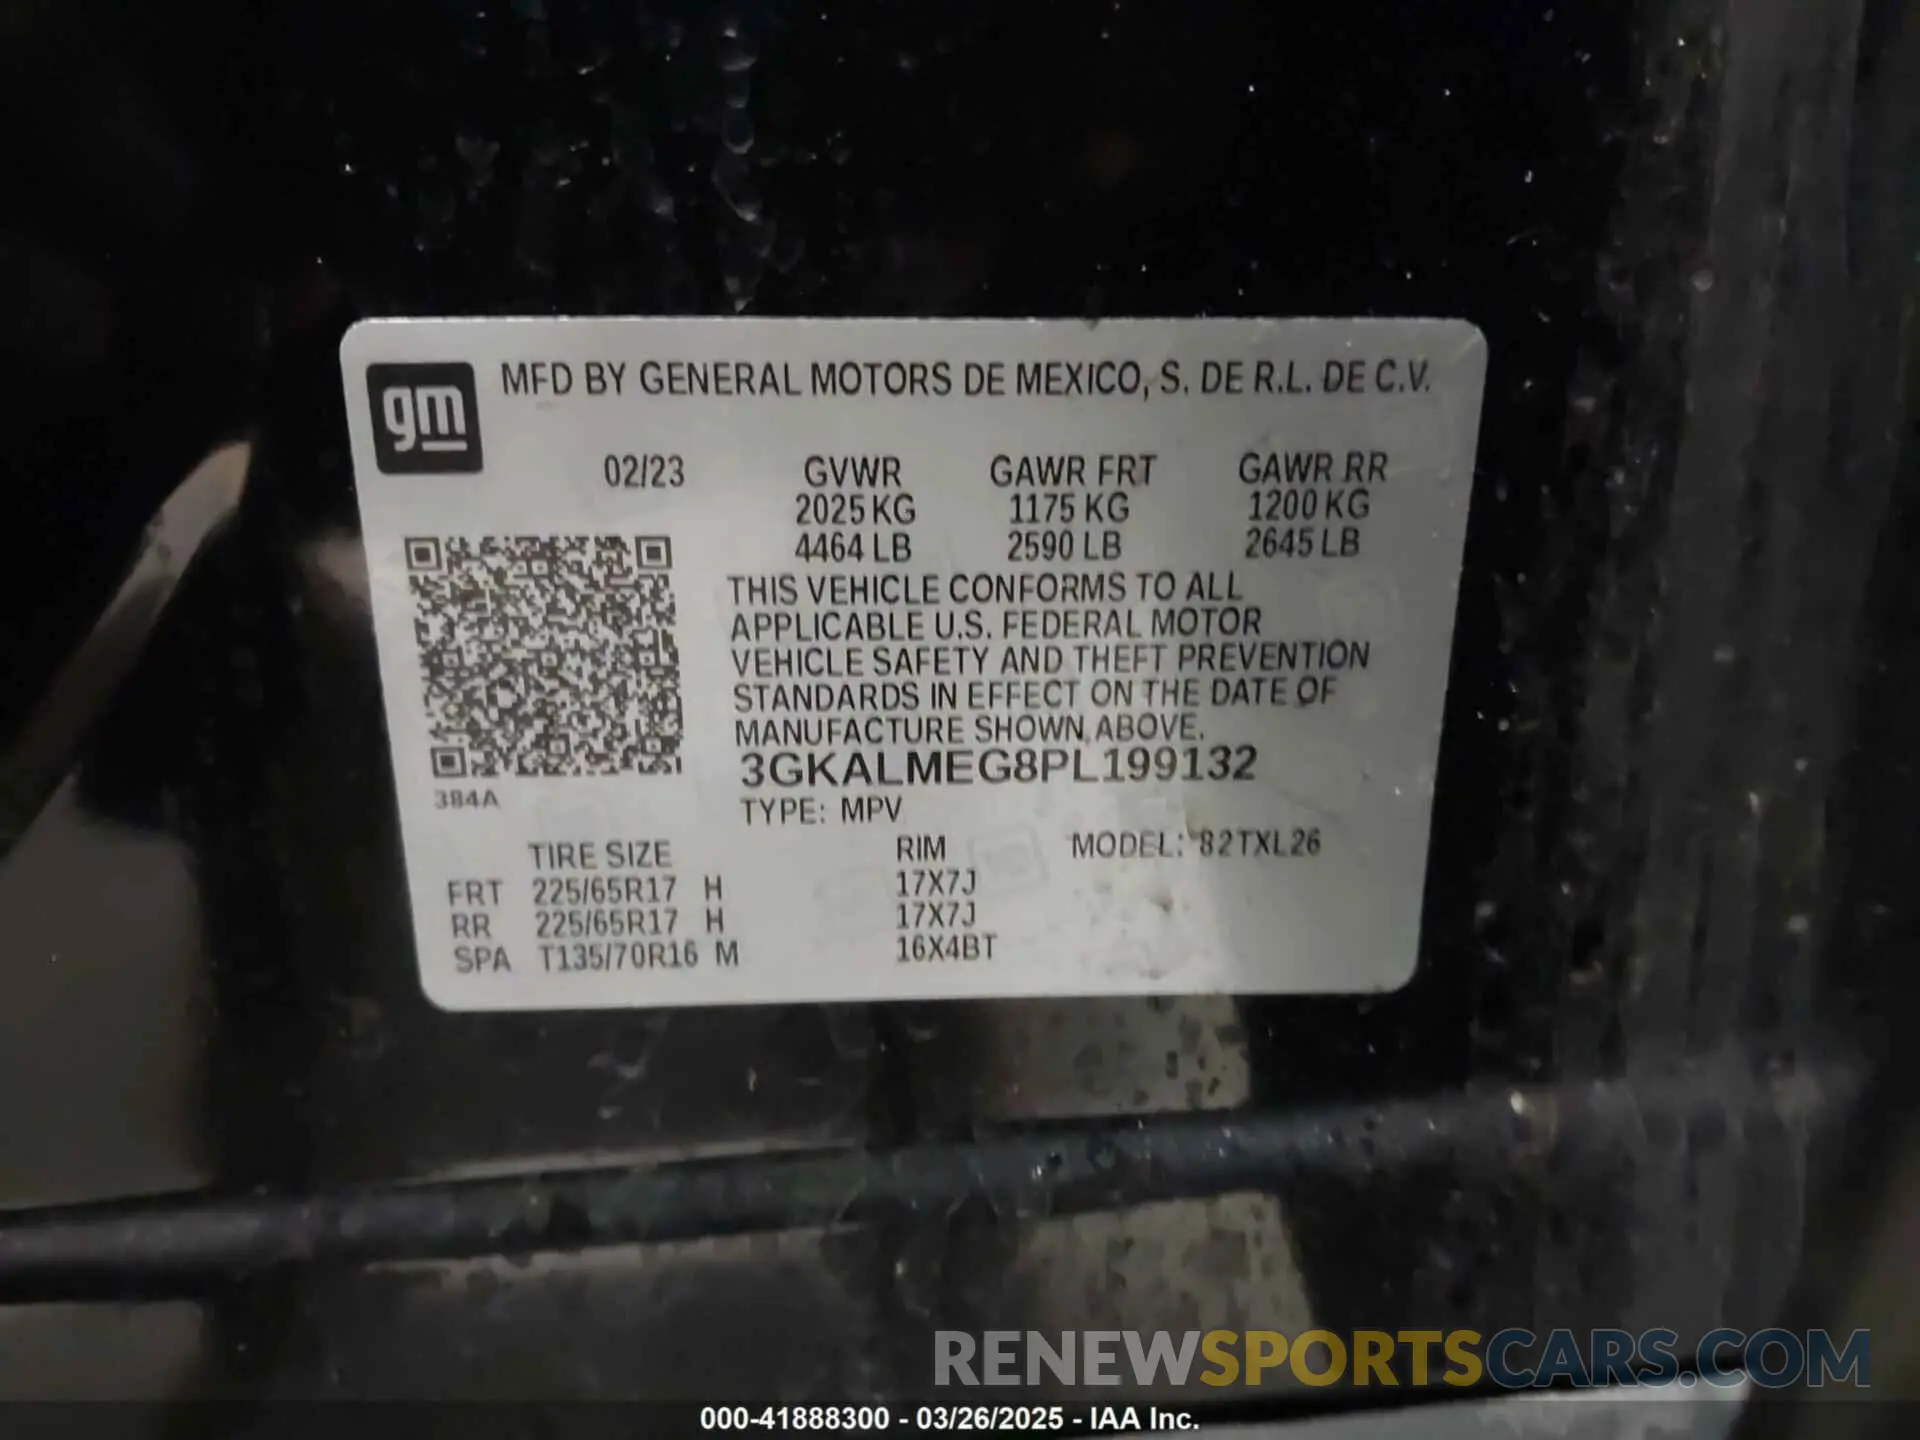 gm
MFD BY GENERAL MOTORS DE MEXICO, S. DE R.L. DE C.V.
02/23 GVWR GAWR FRT GAWR RR
2025 KG 1175 KG 1200 KG
4464 LB 2590 LB 2645 LB
THIS VEHICLE CONFORMS TO ALL
APPLICABLE U.S. FEDERAL MOTOR
VEHICLE SAFETY AND THEFT PREVENTION
STANDARDS IN EFFECT ON THE DATE OF
MANUFACTURE SHOWN ABOVE.
3GKALMEG8PL199132
384A
TYPE: MPV
TIRE SIZE RIM MODEL: 82TXL26
FRT 225/65R17 H 17X7J
RR 225/65R17 H 17X7J
SPA T135/70R16 M 16X4BT
RENEWSPORTSCARS.COM
000-41888300 - 03/26/2025 - IAA Inc.